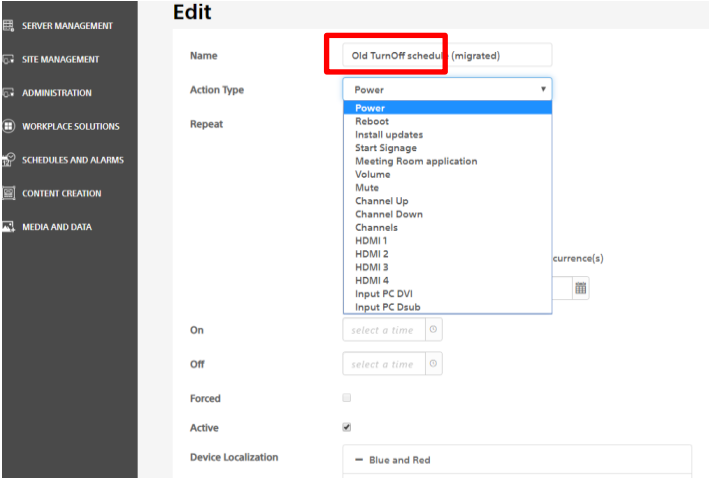 Edit
SERVER MANAGEMENT
SITE MANAGEMENT
ADMINISTRATION
WORKPLACE SOLUTIONS
SCHEDULES AND ALARMS
CONTENT CREATION
MEDIA AND DATA
Name
Old TurnOff schedule (migrated)
Action Type
Power
Repeat
Power
Reboot
Install updates
Start Signage
Meeting Room application
Volume
Mute
Channel Up
Channel Down
Channels
HDMI 1
HDMI 2
HDMI 3
HDMI 4
Input PC DVI
Input PC Dsub
currence(s)
On
select a time
Off
select a time
Forced
Active
Device Localization
Blue and Red